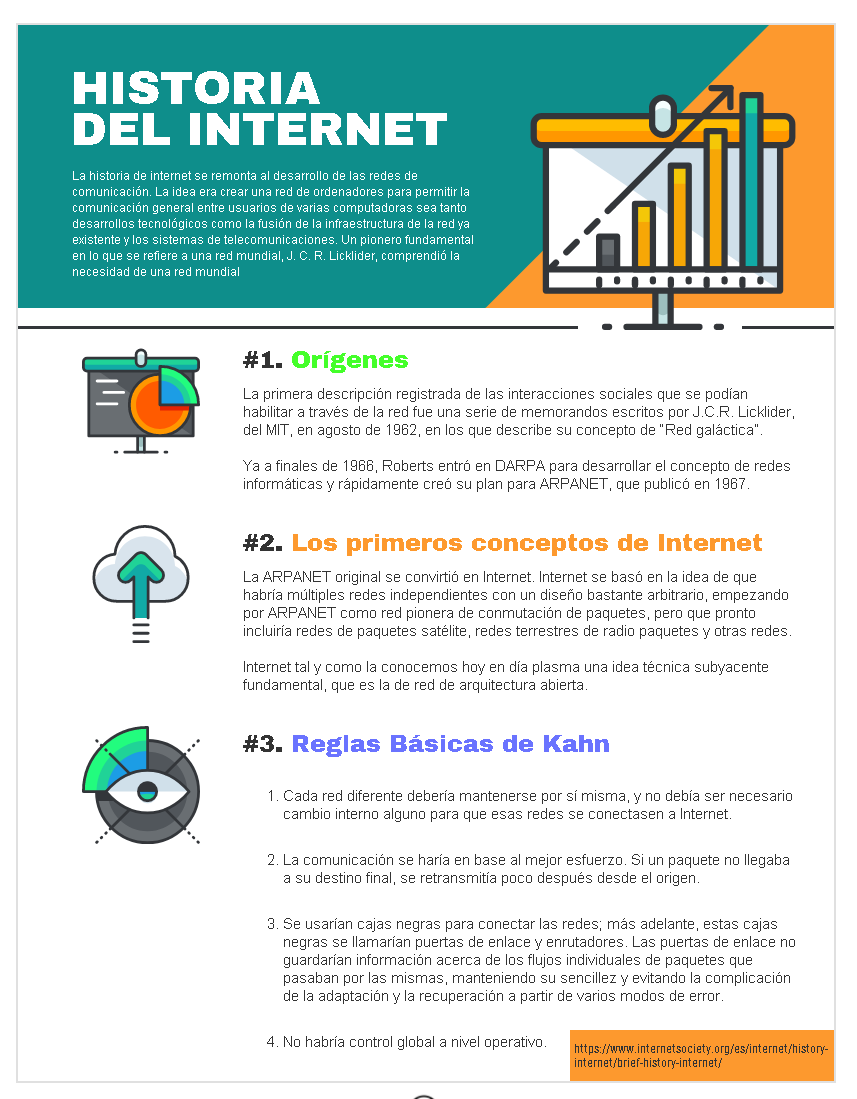 HISTORIA
DEL INTERNET
La historia de internet se remonta al desarrollo de las redes de
comunicación. La idea era crear una red de ordenadores para permitir la
comunicación general entre usuarios de varias computadoras sea tanto
desarrollos tecnológicos como la fusión de la infraestructura de la red ya
existente y los sistemas de telecomunicaciones. Un pionero fundamental
en lo que se refiere a una red mundial, J. C. R. Licklider, comprendió la
necesidad de una red mundial
#1. Orígenes
La primera descripción registrada de las interacciones sociales que se podían
habilitar a través de la red fue una serie de memorandos escritos por J.C.R. Licklider,
del MIT, en agosto de 1962, en los que describe su concepto de “Red galáctica”.
Ya a finales de 1966, Roberts entró en DARPA para desarrollar el concepto de redes
informáticas y rápidamente creó su plan para ARPANET, que publicó en 1967.
#2. Los primeros conceptos de Internet
La ARPANET original se convirtió en Internet. Internet se basó en la idea de que
habría múltiples redes independientes con un diseño bastante arbitrario, empezando
por ARPANET como red pionera de conmutación de paquetes, pero que pronto
incluiría redes de paquetes satélite, redes terrestres de radio paquetes y otras redes.
Internet tal y como la conocemos hoy en día plasma una idea técnica subyacente
fundamental, que es la de red de arquitectura abierta.
#3. Reglas Básicas de Kahn
1. Cada red diferente debería mantenerse por sí misma, y no debía ser necesario
cambio interno alguno para que esas redes se conectasen a Internet.
2. La comunicación se haría en base al mejor esfuerzo. Si un paquete no llegaba
a su destino final, se retransmitía poco después desde el origen.
3. Se usarían cajas negras para conectar las redes; más adelante, estas cajas
negras se llamarían puertas de enlace y enrutadores. Las puertas de enlace no
guardarían información acerca de los flujos individuales de paquetes que
pasaban por las mismas, manteniendo su sencillez y evitando la complicación
de la adaptación y la recuperación a partir de varios modos de error.
4. No habría control global a nivel operativo.
https://www.internetsociety.org/es/internet/history-
internet/brief-history-internet/